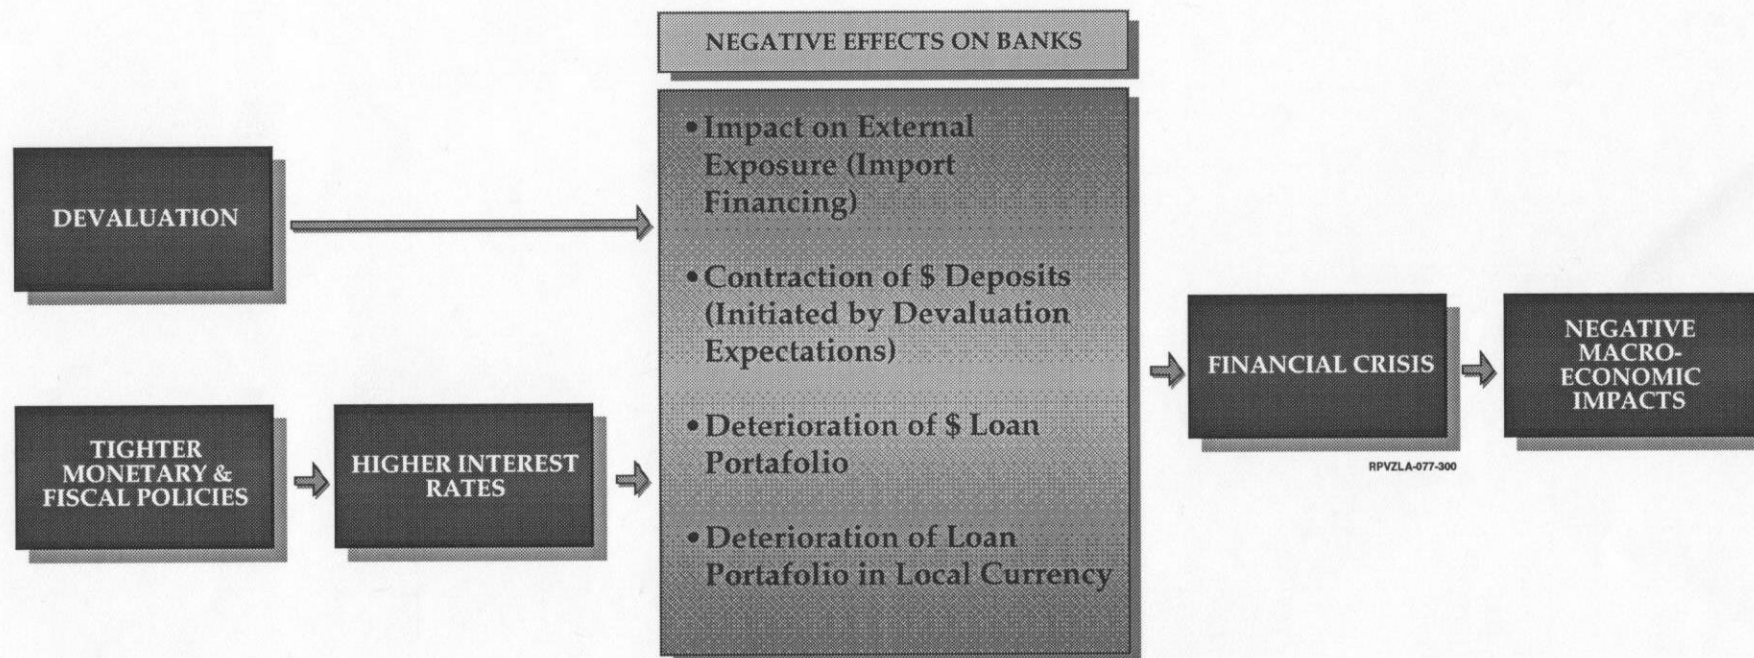 NEGATIVE EFFECTS ON BANKS
• Impact on External
Exposure (Import
Financing)
• Contraction of $ Deposits
(Initiated by Devaluation
Expectations)
• Deterioration of $ Loan
Portafolio
• Deterioration of Loan
Portafolio in Local Currency
DEVALUATION
TIGHTER
MONETARY &
FISCAL POLICIES
HIGHER INTEREST
RATES
FINANCIAL CRISIS
RPVZLA-077-300
NEGATIVE
MACRO-
ECONOMIC
IMPACTS